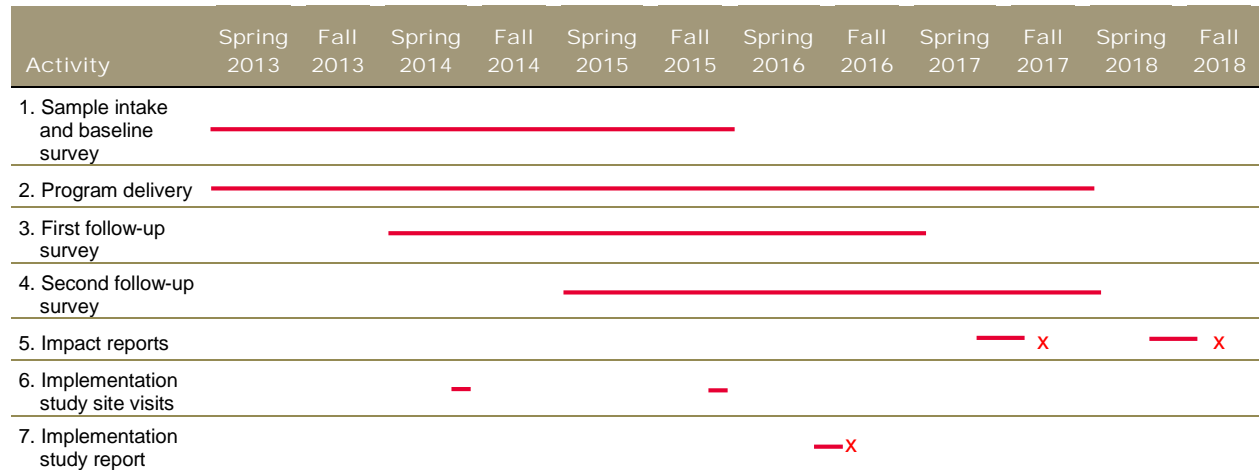 Activity Spring 2013 Fall 2013 Spring 2014 Fall 2014 Spring 2015 Fall 2015 Spring 2016 Fall 2016 Spring 2017 Fall 2017 Spring 2018 Fall 2018
1. Sample intake
and baseline
survey
2. Program delivery
3. First follow-up
survey
4. Second follow-up
survey
5. Impact reports x x
6. Implementation
study site visits
7. Implementation
study report x